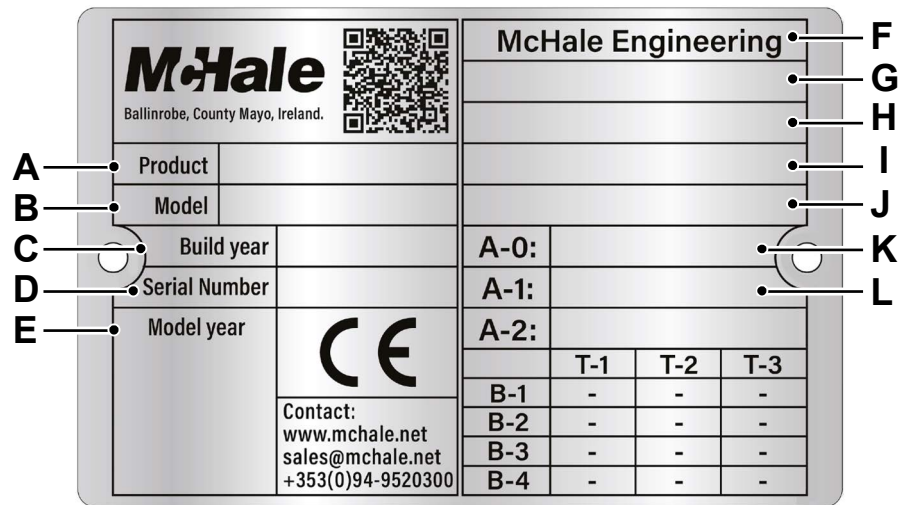 A
B
C
D
E
McHale
Ballinrobe, County Mayo, Ireland.
Product
Model
Build year
Serial Number
Model year
CE
Contact:
www.mchale.net
sales@mchale.net
+353(0)94-9520300
McHale Engineering
A-0:
A-1:
A-2:
T-1 T-2 T-3
B-1 - - -
B-2 - - -
B-3 - - -
B-4 - - -
F
G
H
I
J
K
L